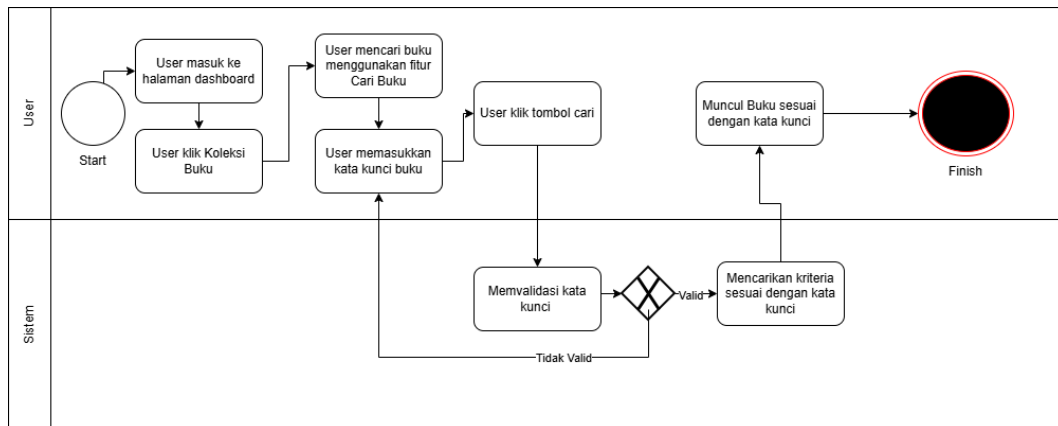 User
Start
User masuk ke
halaman dashboard
User klik Koleksi
Buku
User mencari buku
menggunakan fitur
Cari Buku
User memasukkan
kata kunci buku
User klik tombol cari
Muncul Buku sesuai
dengan kata kunci
Finish
Sistem
Memvalidasi kata
kunci
Valid
Tidak Valid
Mencarikan kriteria
sesuai dengan kata
kunci